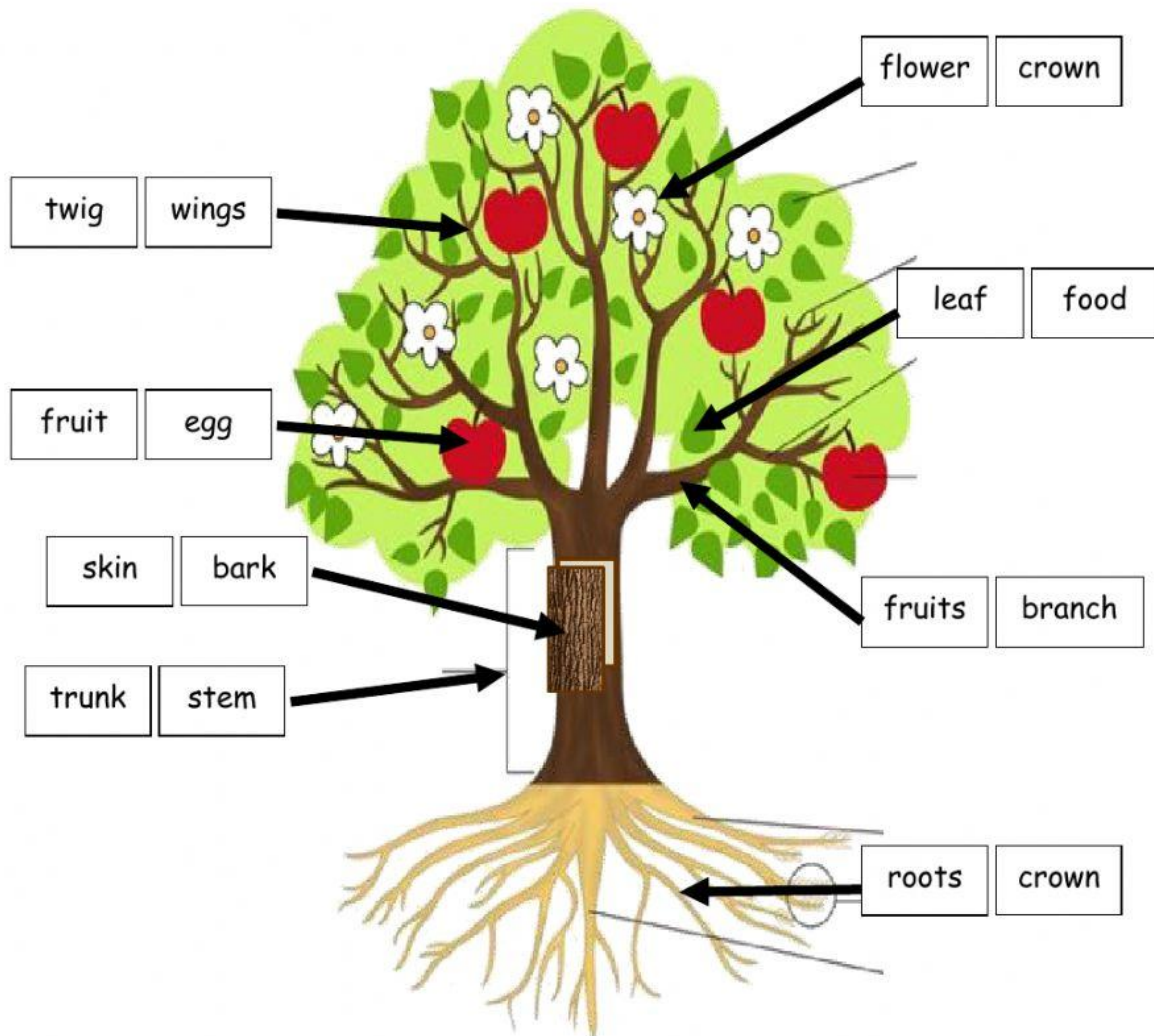 flower crown
twig wings
leaf food
fruit egg
skin bark
fruits branch
trunk stem
roots crown